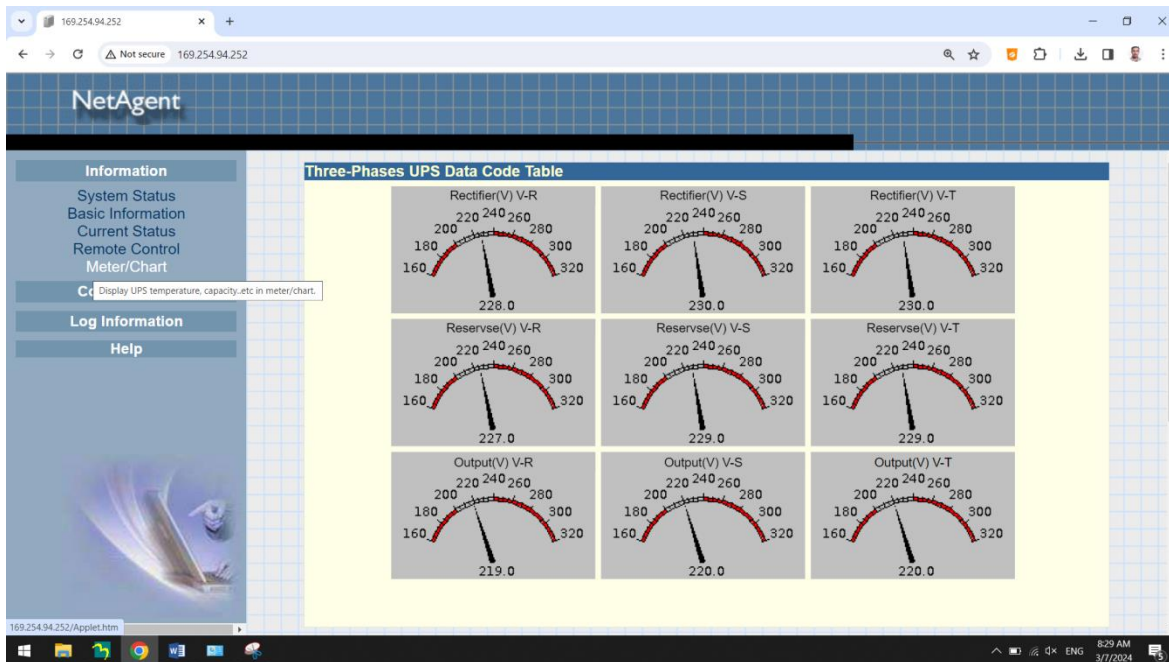 169.254.94.252
Not secure 169.254.94.252
NetAgent
Information
System Status
Basic Information
Current Status
Remote Control
Meter/Chart
Co
Display UPS temperature, capacity..etc in meter/chart.
Log Information
Help
Three-Phases UPS Data Code Table
Rectifier(V) V-R
160 180 200 220 240 260 280 300 320
228.0
Rectifier(V) V-S
160 180 200 220 240 260 280 300 320
230.0
Rectifier(V) V-T
160 180 200 220 240 260 280 300 320
230.0
Reservse(V) V-R
160 180 200 220 240 260 280 300 320
227.0
Reservse(V) V-S
160 180 200 220 240 260 280 300 320
229.0
Reservse(V) V-T
160 180 200 220 240 260 280 300 320
229.0
Output(V) V-R
160 180 200 220 240 260 280 300 320
219.0
Output(V) V-S
160 180 200 220 240 260 280 300 320
220.0
Output(V) V-T
160 180 200 220 240 260 280 300 320
220.0
169.254.94.252/Applet.htm
ENG
8:29 AM
3/7/2024